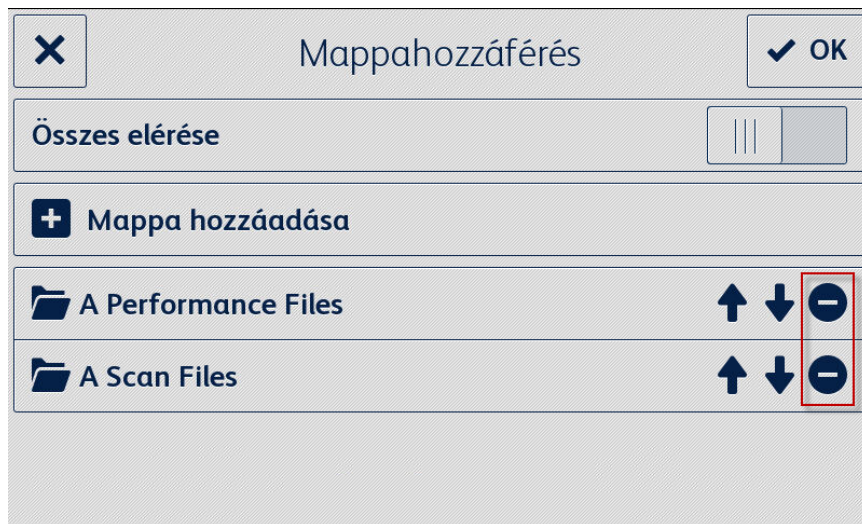 Mappahozzáférés
OK
Összes elérése
Mappa hozzáadása
A Performance Files
A Scan Files